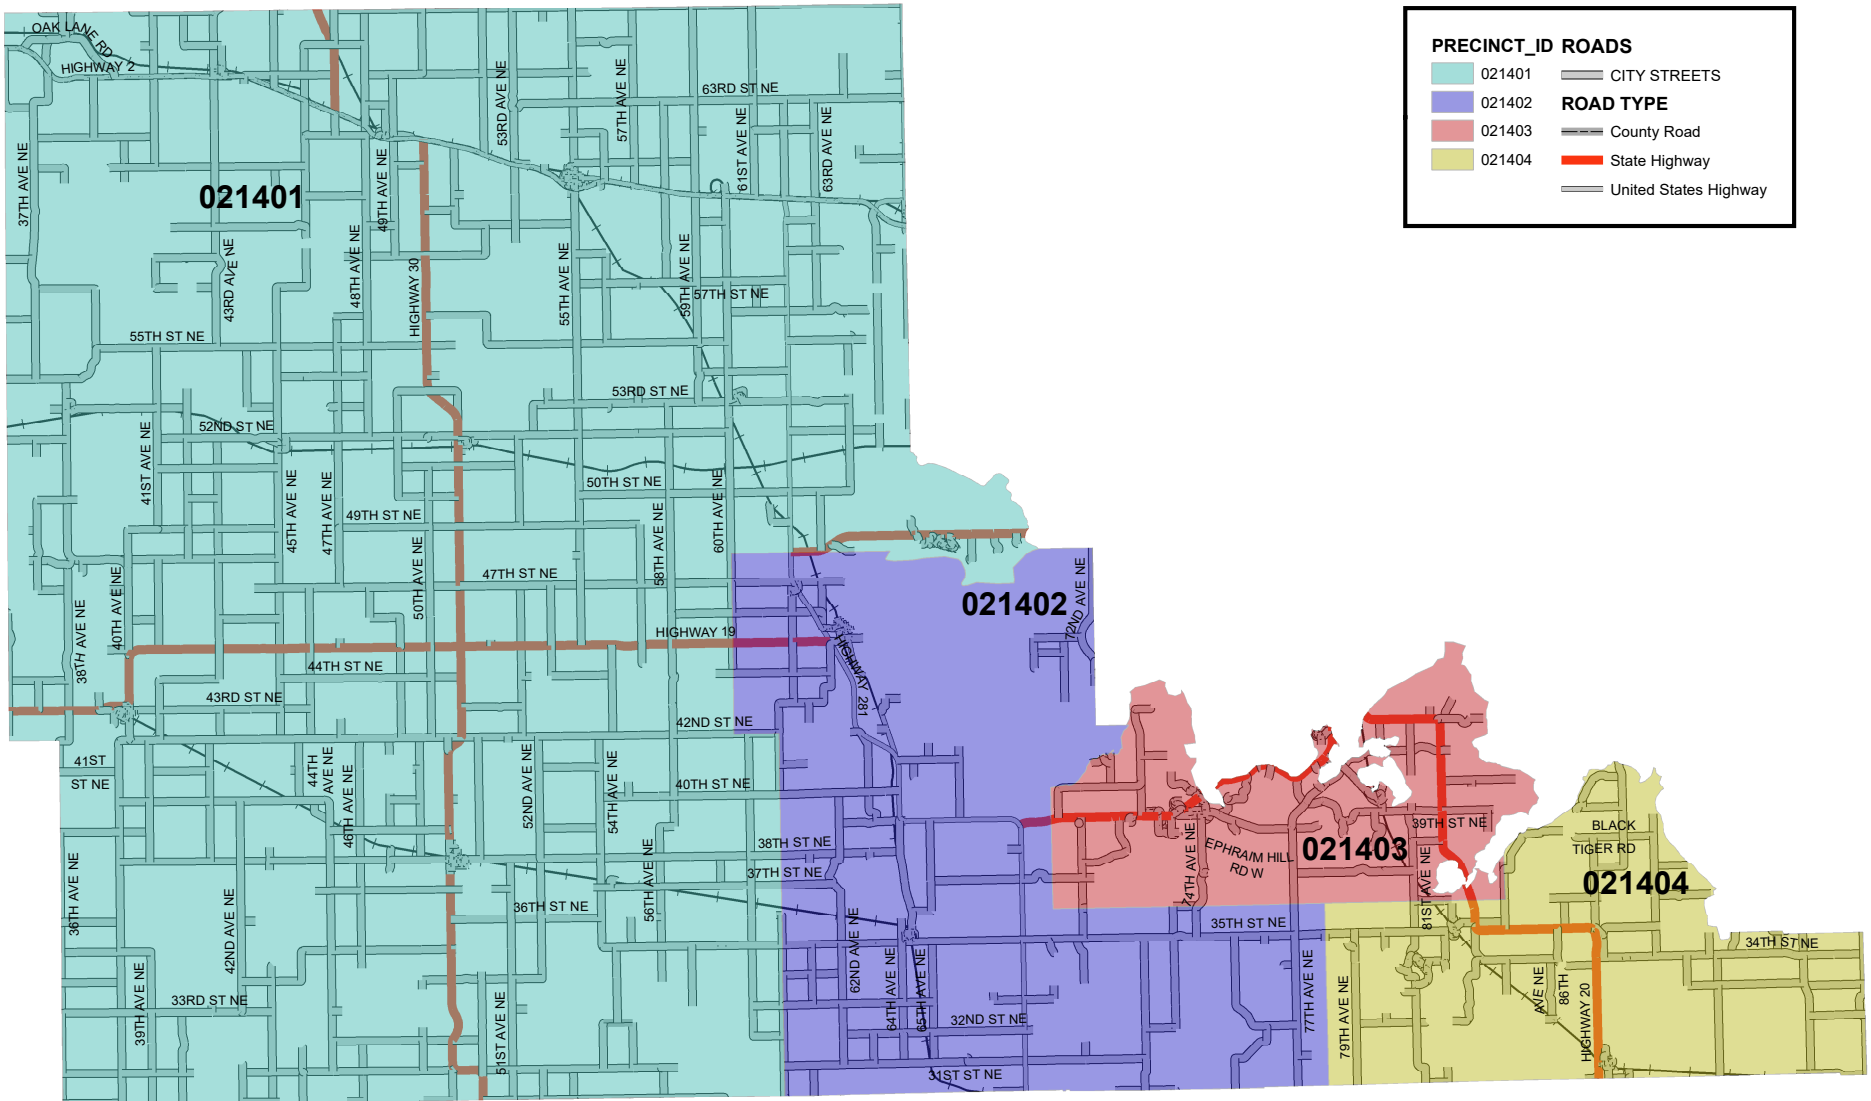 PRECINCT_ID
021401
021402
021403
021404
ROADS
CITY STREETS
ROAD TYPE
County Road
State Highway
United States Highway
OAK LANE RD
HIGHWAY 2
53RD AVE NE
57TH AVE NE
63RD ST NE
61ST AVE NE
63RD AVE NE
37TH AVE NE
021401
49TH AVE NE
43RD AVE NE
48TH AVE NE
HIGHWAY 30
55TH AVE NE
59TH AVE NE
57TH ST NE
55TH ST NE
53RD ST NE
52ND ST NE
41ST AVE NE
45TH AVE NE
47TH AVE NE
50TH ST NE
49TH ST NE
50TH AVE NE
58TH AVE NE
60TH AVE NE
47TH ST NE
40TH AVE NE
38TH AVE NE
021402
72ND AVE NE
HIGHWAY 19
44TH ST NE
HIGHWAY 281
43RD ST NE
42ND ST NE
41ST
ST NE
44TH
AVE NE
46TH AVE NE
52ND AVE NE
54TH AVE NE
40TH ST NE
38TH ST NE
37TH ST NE
39TH ST NE
BLACK
TIGER RD
EPHRAIM HILL
RD W
021403
021404
74TH AVE NE
81ST AVE NE
36TH AVE NE
42ND AVE NE
36TH ST NE
56TH AVE NE
62ND AVE NE
35TH ST NE
34TH ST NE
39TH AVE NE
33RD ST NE
51ST AVE NE
64TH AVE NE
65TH AVE NE
32ND ST NE
31ST ST NE
77TH AVE NE
79TH AVE NE
86TH
AVE NE
HIGHWAY 20